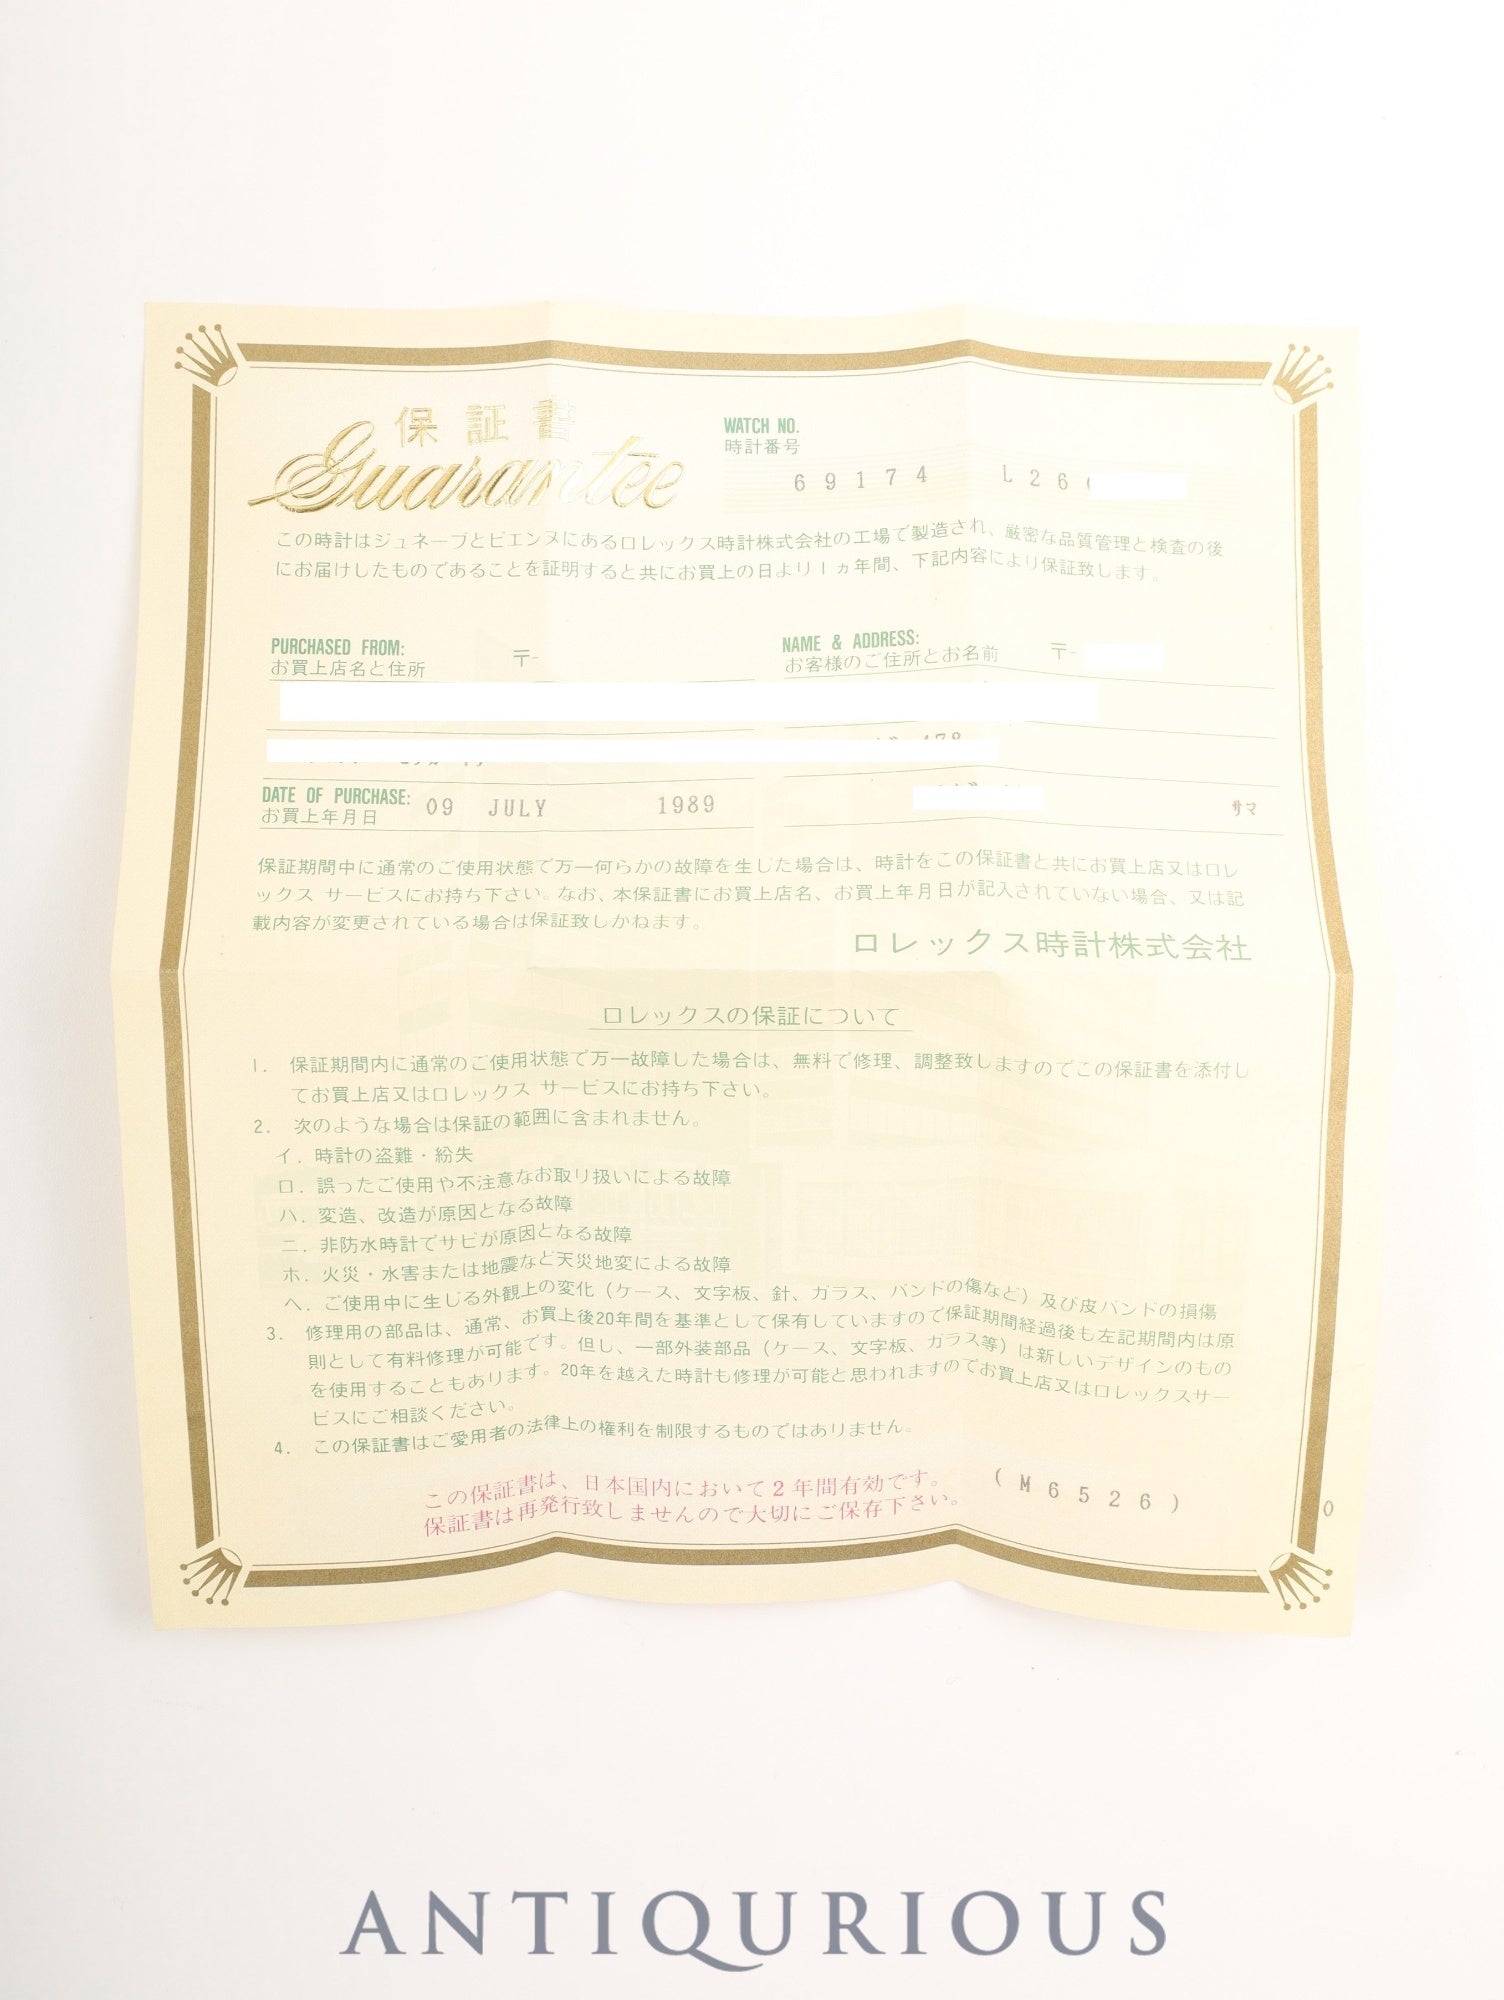 保証書
Guarantee
WATCH NO.
時計番号
69174 L26
この時計はジュネーブとビエンヌにあるロレックス時計株式会社の工場で製造され、厳密な品質管理と検査の後
にお届けしたものであることを証明すると共にお買上の日より1ヵ年間、下記内容により保証致します。
PURCHASED FROM:
お買上店名と住所 〒-
NAME & ADDRESS:
お客様のご住所とお名前 〒-
DATE OF PURCHASE: 09 JULY 1989
お買上年月日
サマ
保証期間中に通常のご使用状態で万一何らかの故障を生じた場合は、時計をこの保証書と共にお買上店又はロレ
ックス サービスにお持ち下さい。なお、本保証書にお買上店名、お買上年月日が記入されていない場合、又は記
載内容が変更されている場合は保証致しかねます。
ロレックス時計株式会社
ロレックスの保証について
1. 保証期間内に通常のご使用状態で万一故障した場合は、無料で修理、調整致しますのでこの保証書を添付し
てお買上店又はロレックス サービスにお持ち下さい。
2. 次のような場合は保証の範囲に含まれません。
イ. 時計の盗難・紛失
ロ. 誤ったご使用や不注意なお取り扱いによる故障
ハ. 変造、改造が原因となる故障
ニ. 非防水時計でサビが原因となる故障
ホ. 火災・水害または地震など天災地変による故障
ヘ. ご使用中に生じる外観上の変化（ケース、文字板、針、ガラス、バンドの傷など）及び皮バンドの損傷
3. 修理用の部品は、通常、お買上後20年間を基準として保有していますので保証期間経過後も左記期間内は原
則として有料修理が可能です。但し、一部外装部品（ケース、文字板、ガラス等）は新しいデザインのもの
を使用することもあります。20年を越えた時計も修理が可能と思われますのでお買上店又はロレックスサー
ビスにご相談ください。
4. この保証書はご愛用者の法律上の権利を制限するものではありません。
この保証書は、日本国内において2年間有効です。 (M6526)
保証書は再発行致しませんので大切にご保存下さい。
0
ANTIQURIOUS